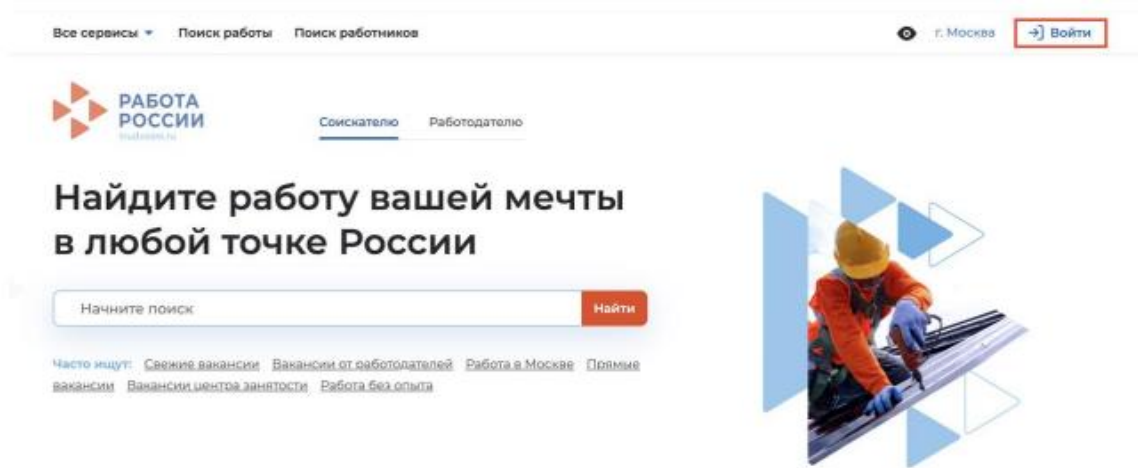 Все сервисы Поиск работы Поиск работников г. Москва Войти
РАБОТА
РОССИИ
trudvsem.ru
Соискателю Работодателю
Найдите работу вашей мечты
в любой точке России
Начните поиск Найти
Часто ищут: Свежие вакансии Вакансии от работодателей Работа в Москве Прямые
вакансии Вакансии центра занятости Работа без опыта